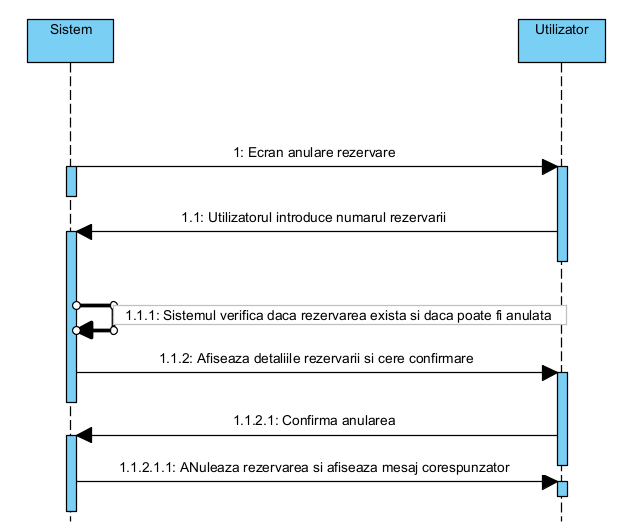 Sistem
Utilizator
1: Ecran anulare rezervare
1.1: Utilizatorul introduce numarul rezervarii
1.1.1: Sistemul verifica daca rezervarea exista si daca poate fi anulata
1.1.2: Afiseaza detaliile rezervarii si cere confirmare
1.1.2.1: Confirma anularea
1.1.2.1.1: ANuleaza rezervarea si afiseaza mesaj corespunzator